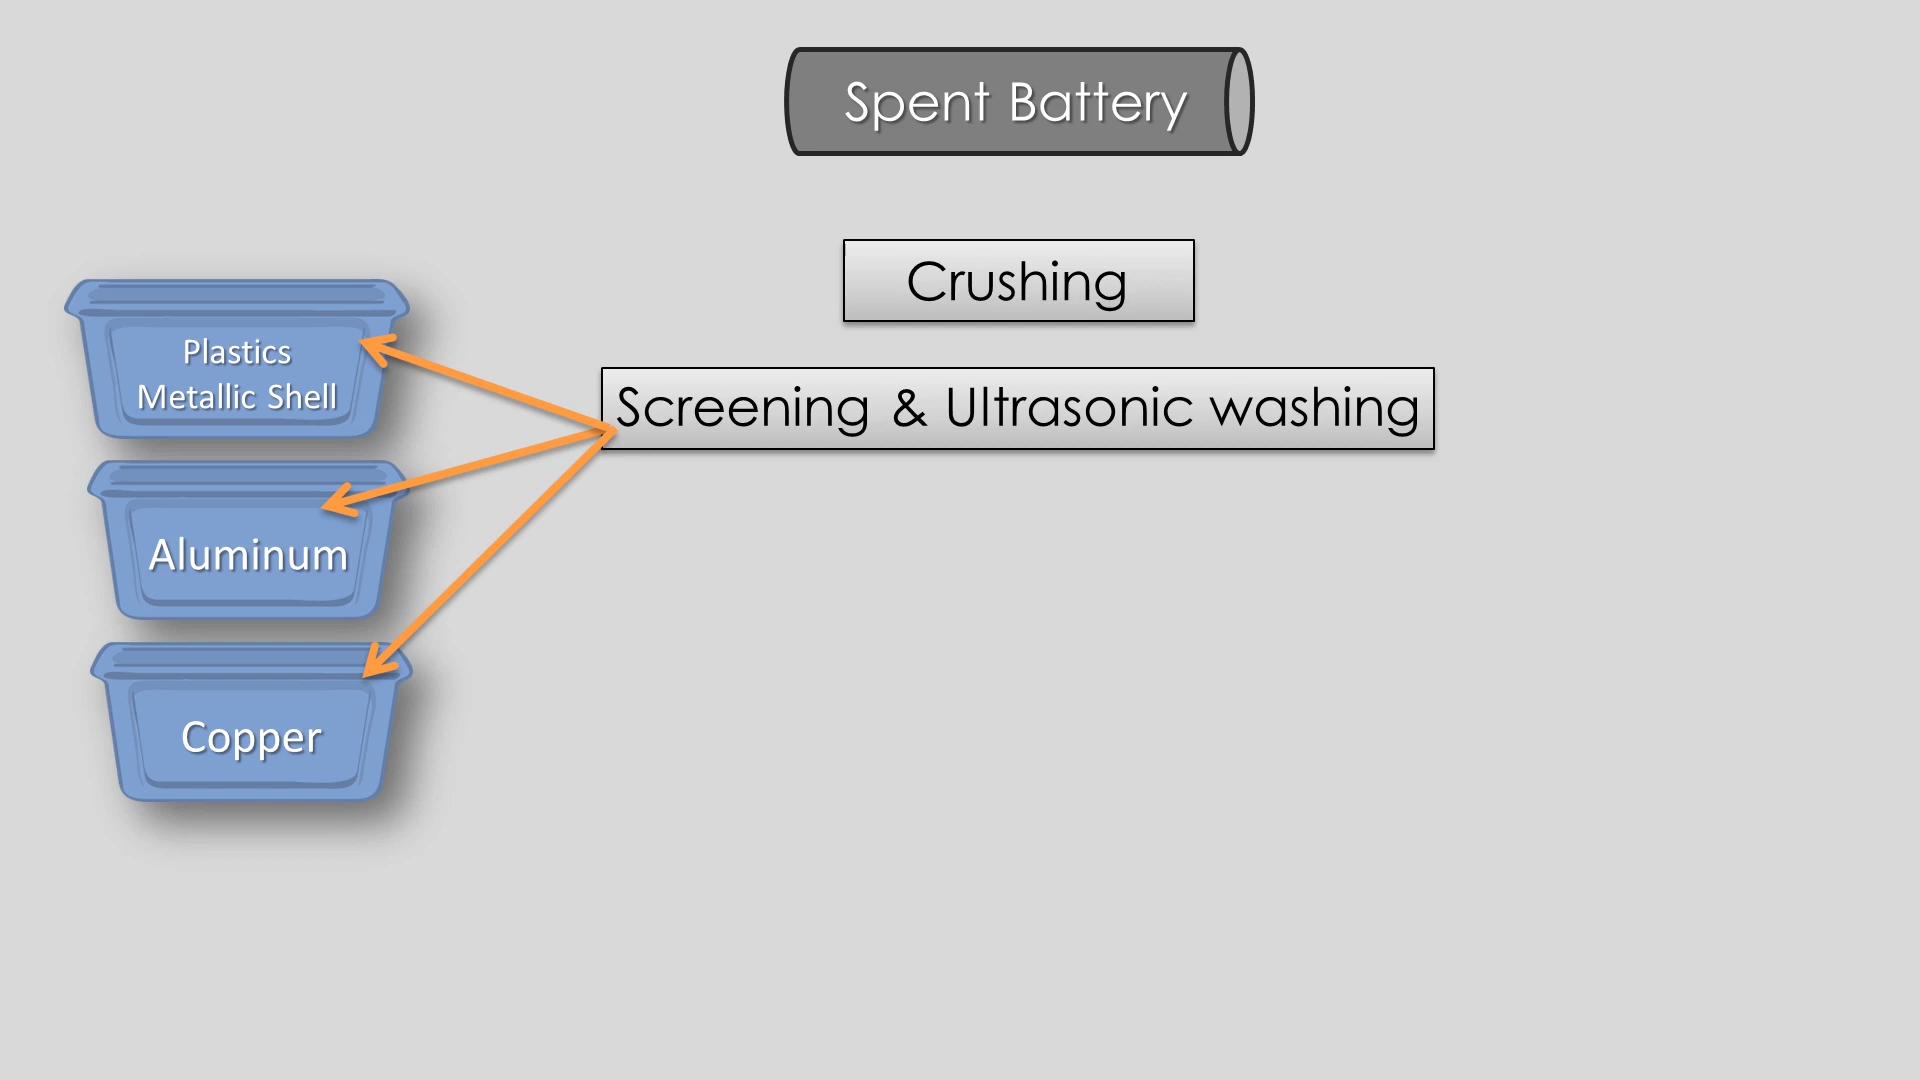 Spent Battery
Crushing
Screening & Ultrasonic washing
Plastics
Metallic Shell
Aluminum
Copper